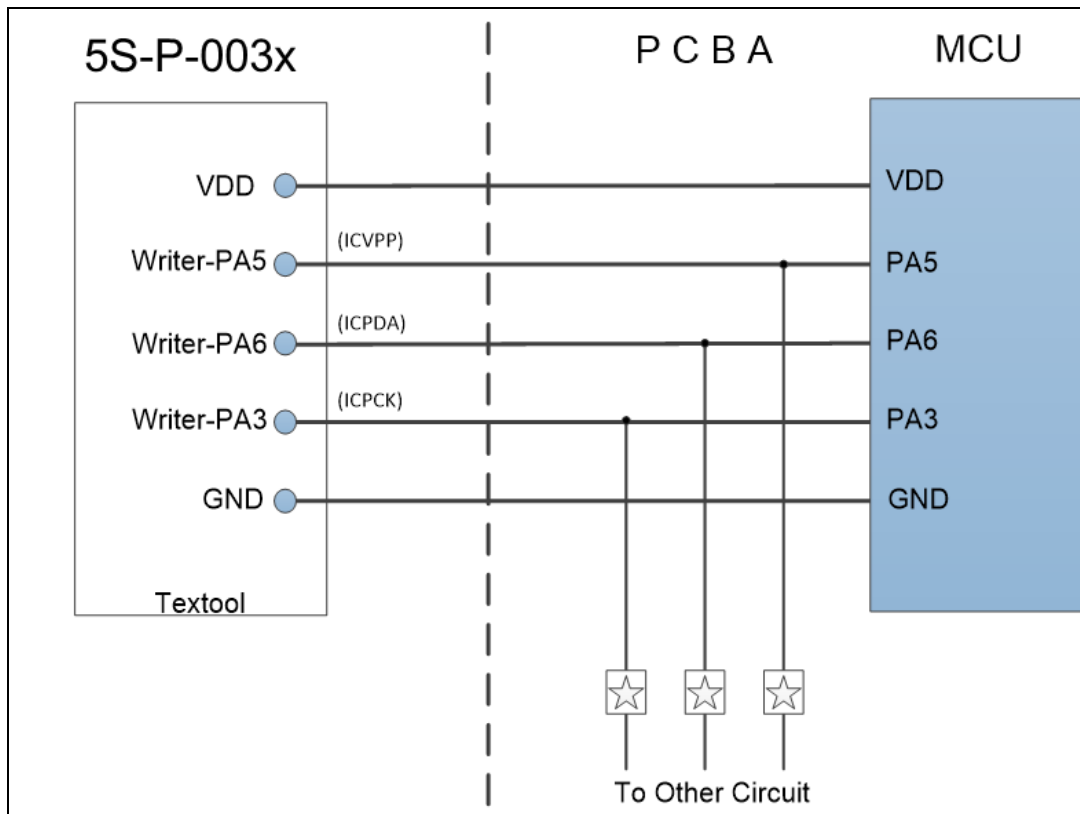 5S-P-003x
P C B A
MCU
VDD
VDD
Writer-PA5
(ICVPP)
PA5
Writer-PA6
(ICPDA)
PA6
Writer-PA3
(ICPCK)
PA3
GND
GND
Textool
To Other Circuit